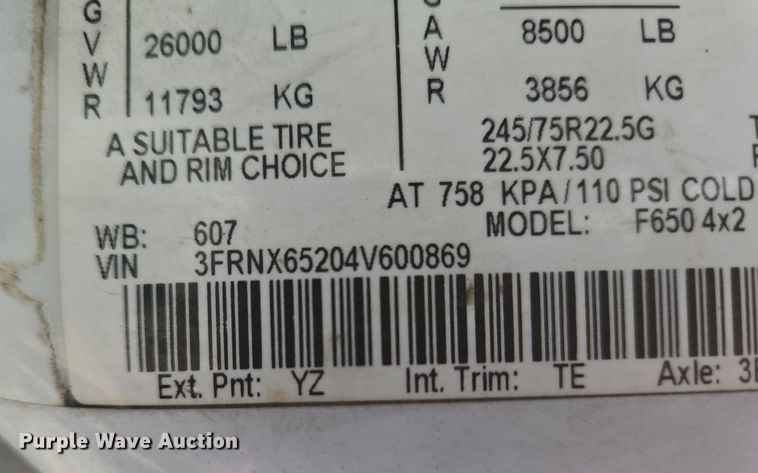 G
V
W
R
26000 LB
11793 KG
G
A
W
R
8500 LB
3856 KG
A SUITABLE TIRE
AND RIM CHOICE
245/75R22.5G
22.5X7.50
AT 758 KPA/110 PSI COLD
WB: 607
MODEL: F650 4x2
VIN 3FRNX65204V600869
Ext. Pnt: YZ Int. Trim: TE Axle:
Purple Wave Auction